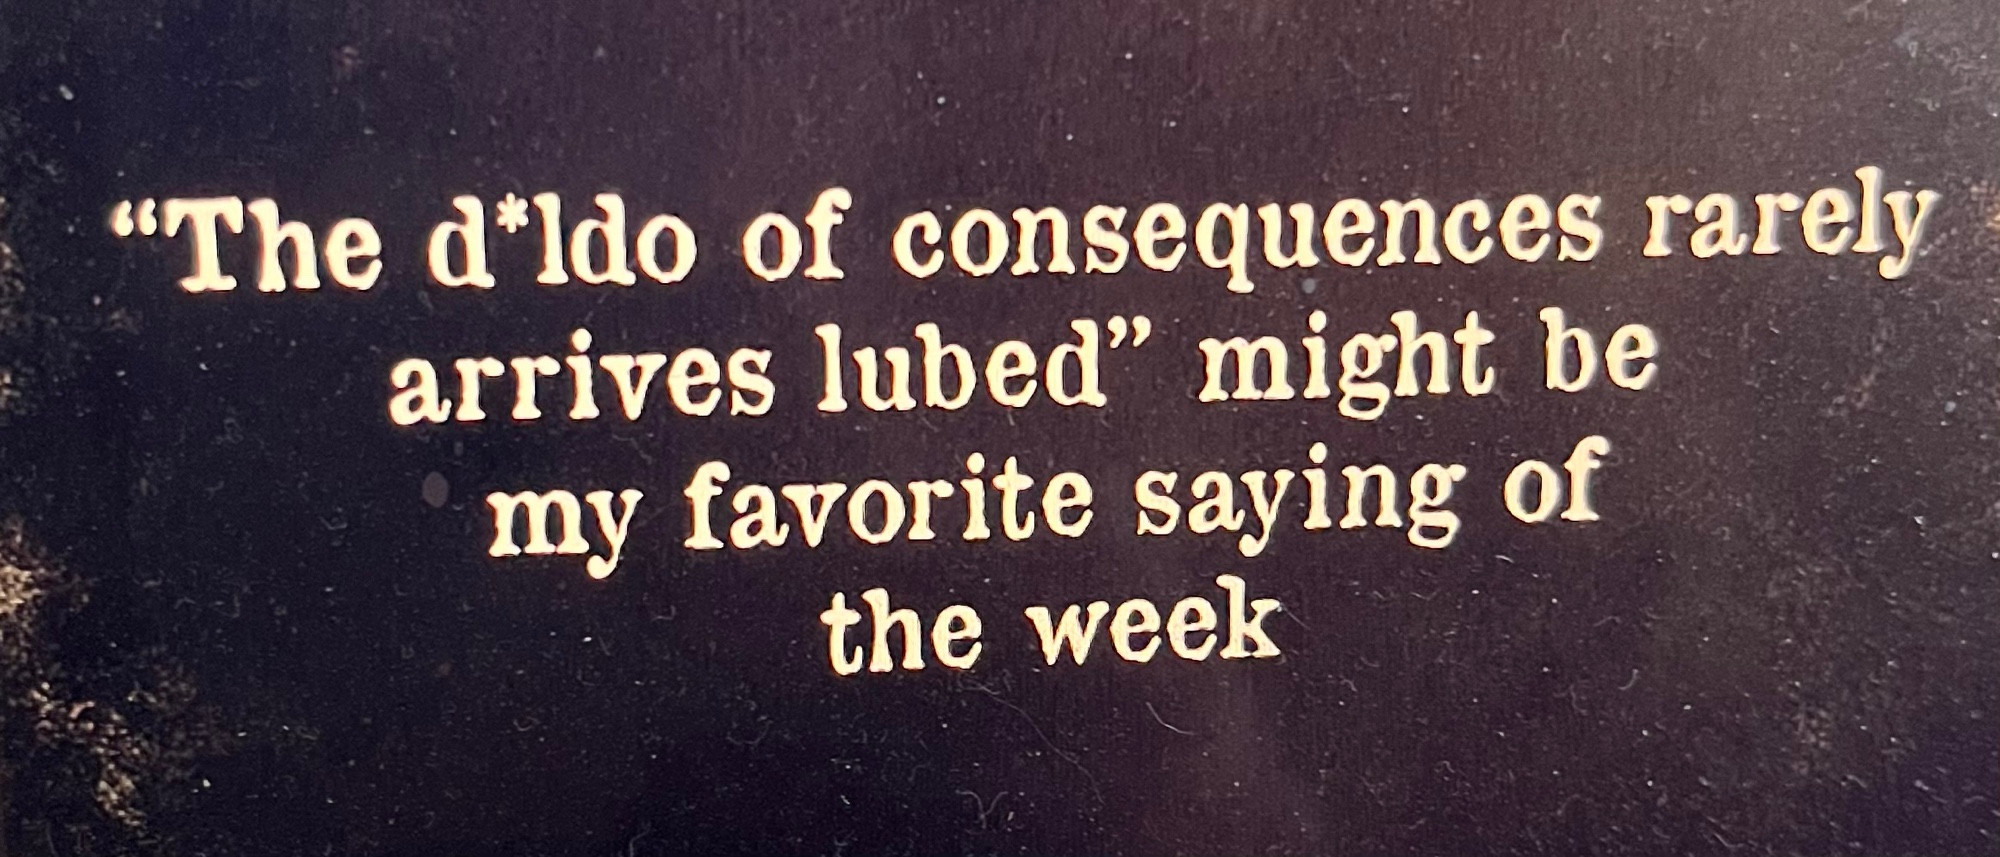 “The d*ldo of consequences rarely
arrives lubed” might be
my favorite saying of
the week